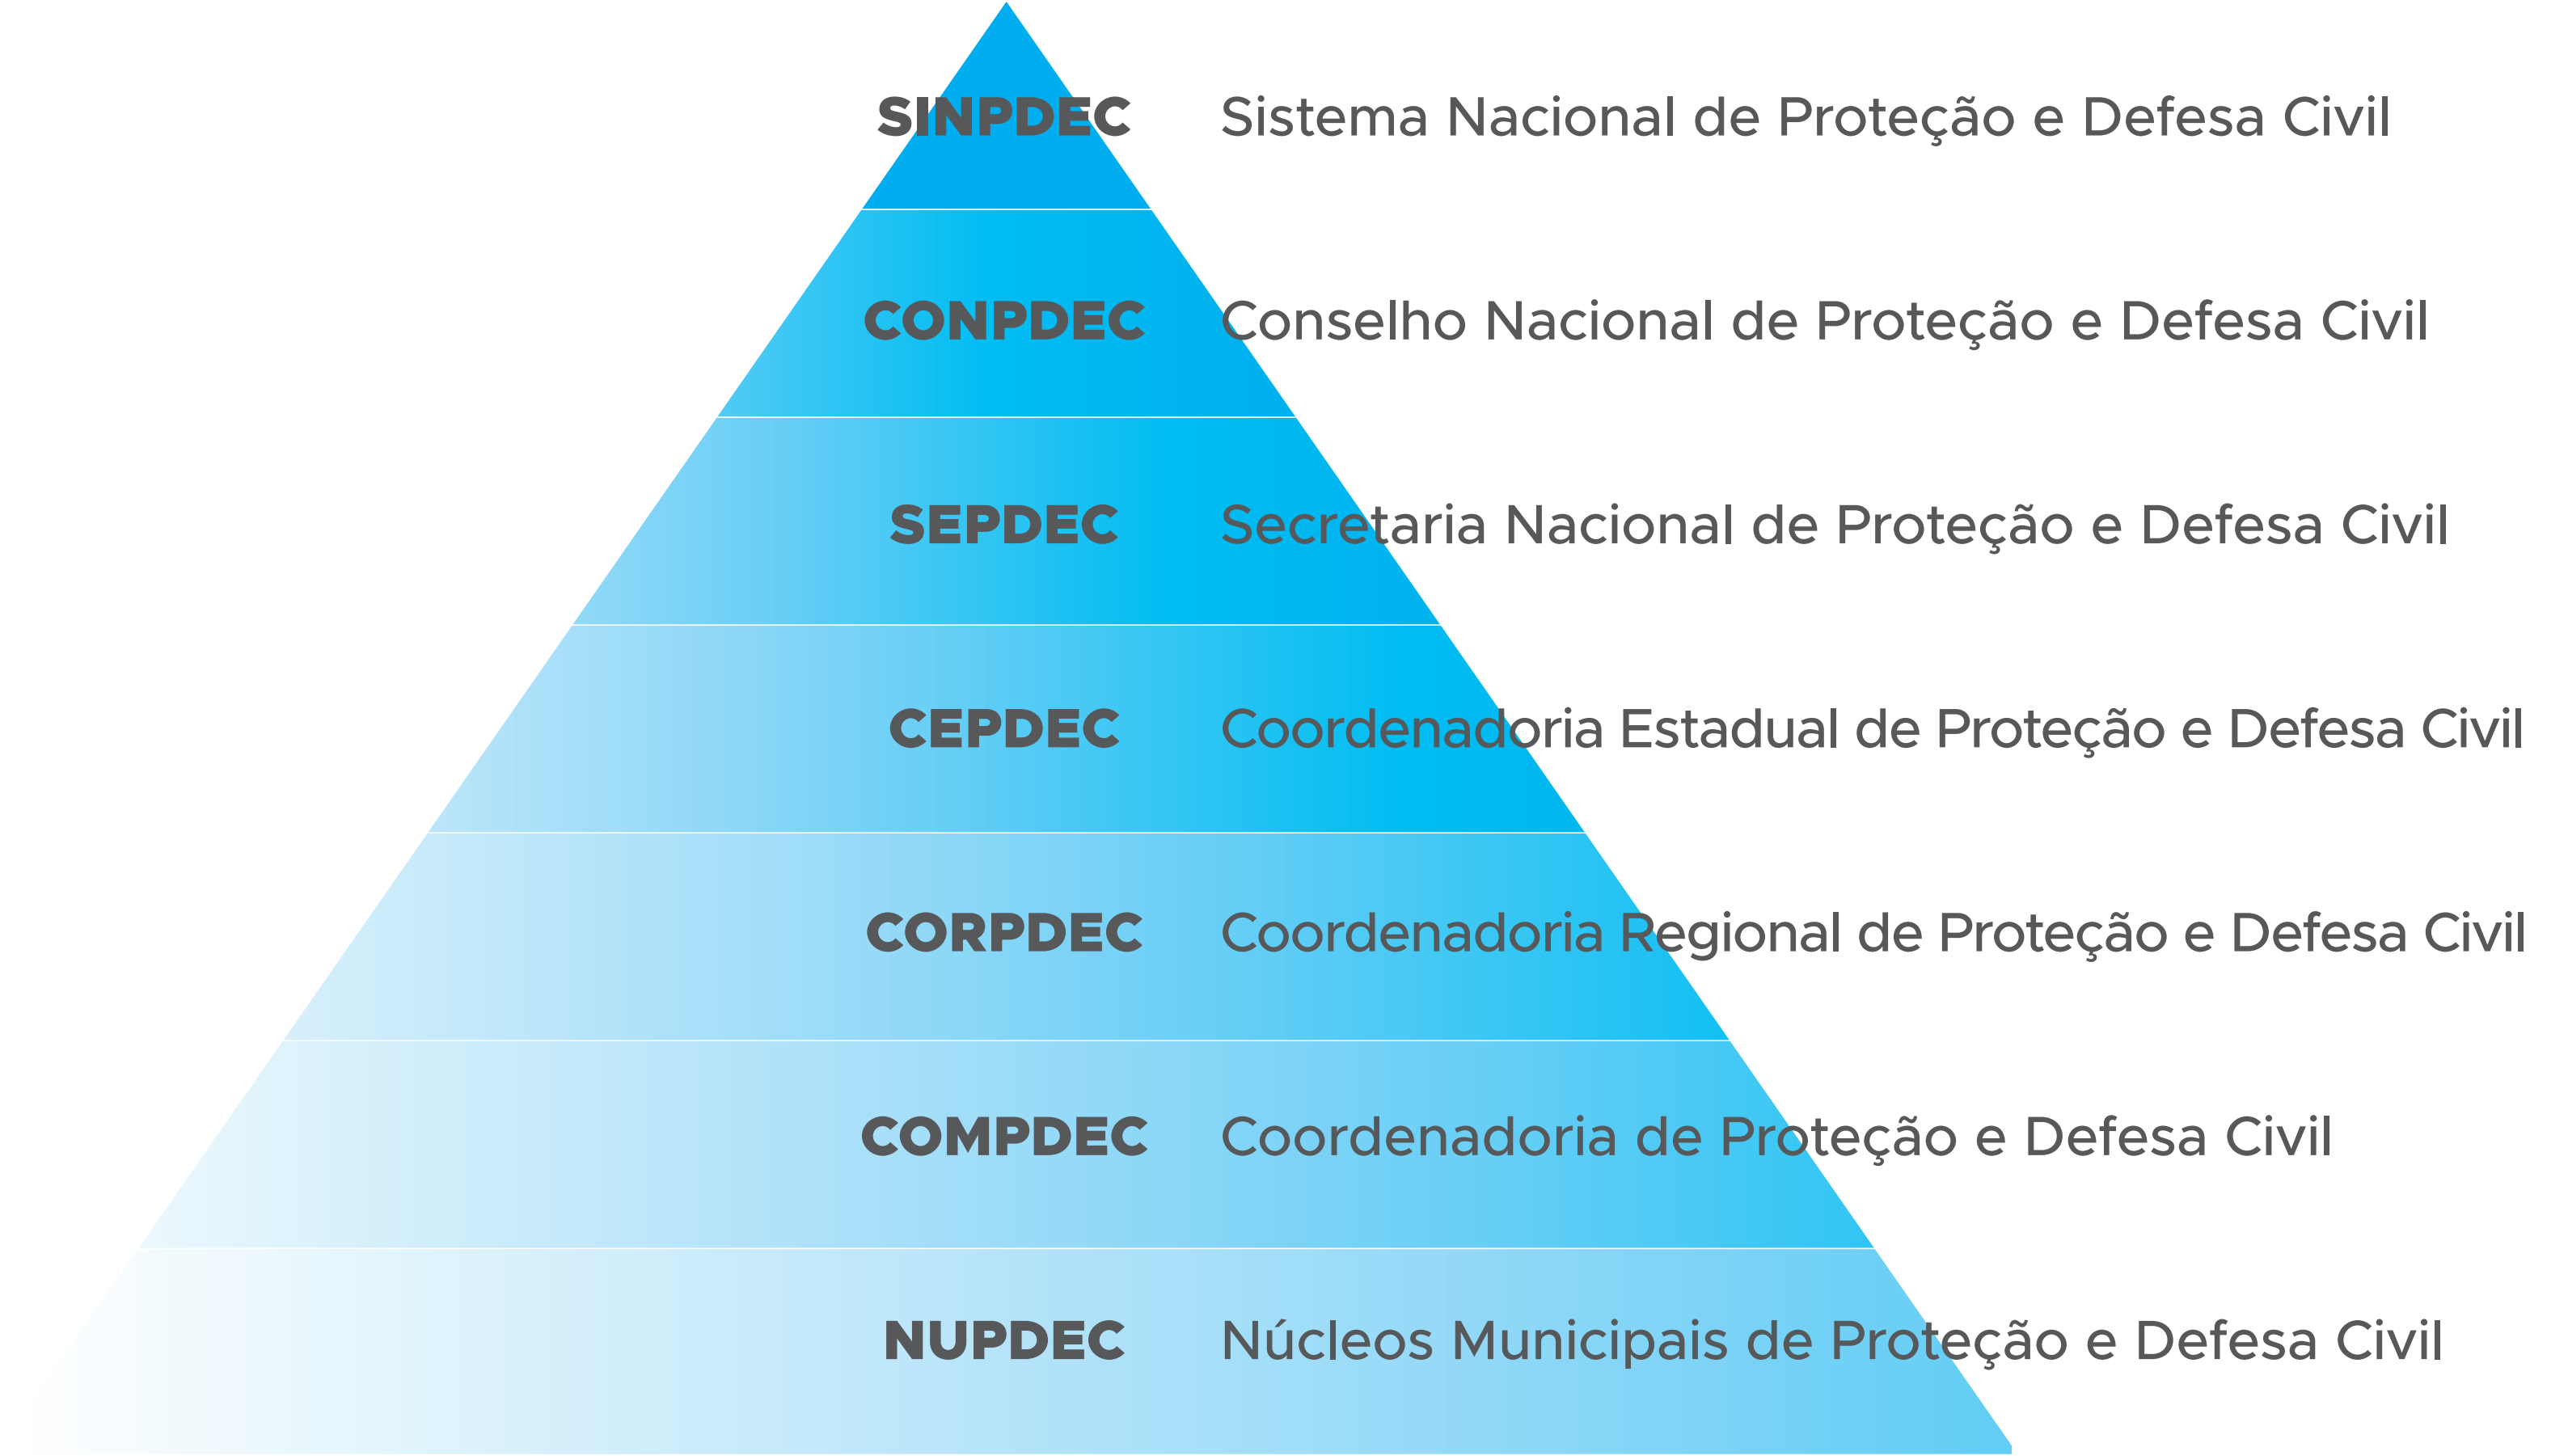 SINPDEC Sistema Nacional de Proteção e Defesa Civil
CONPDEC Conselho Nacional de Proteção e Defesa Civil
SEPDEC Secretaria Nacional de Proteção e Defesa Civil
CEPDEC Coordenadoria Estadual de Proteção e Defesa Civil
CORPDEC Coordenadoria Regional de Proteção e Defesa Civil
COMPDEC Coordenadoria de Proteção e Defesa Civil
NUPDEC Núcleos Municipais de Proteção e Defesa Civil